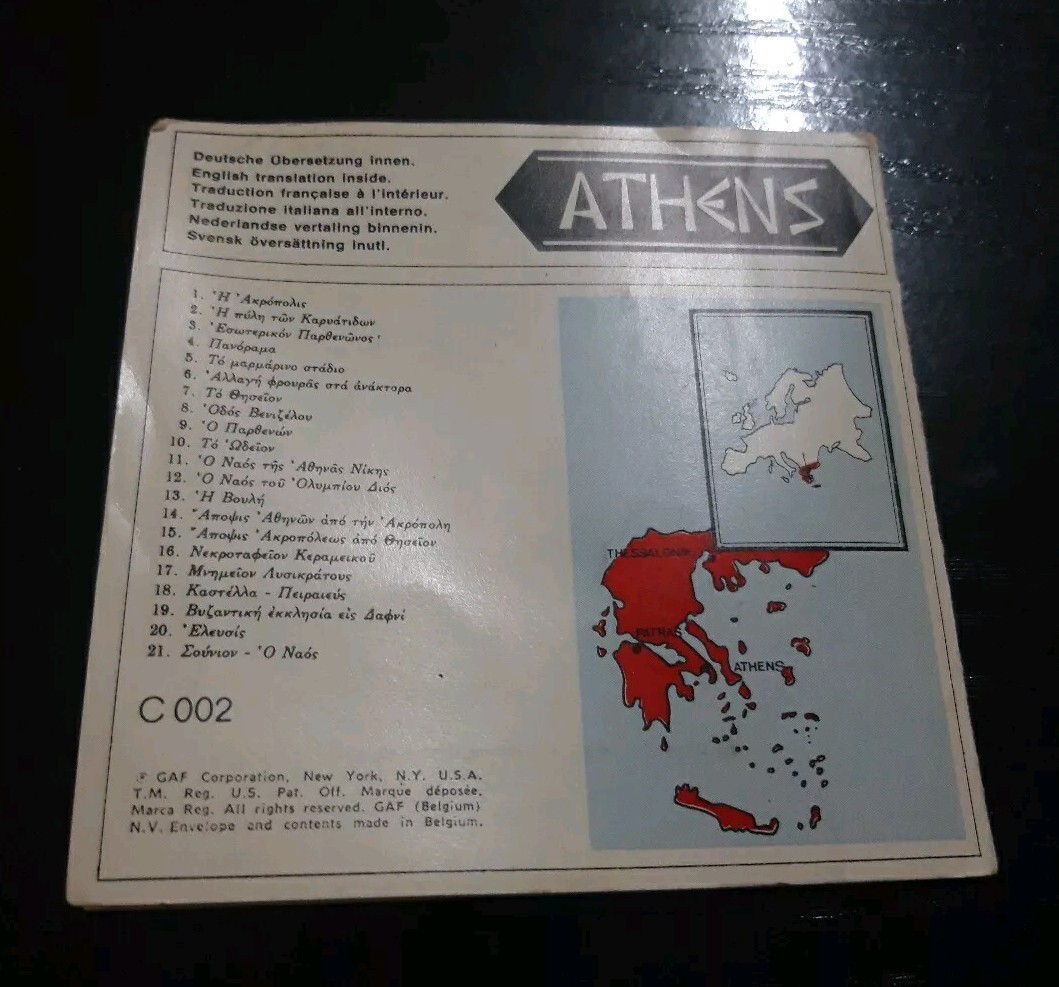 Deutsche Übersetzung innen.
English translation inside.
Traduction française à l'intérieur.
Traduzione italiana all'interno.
Nederlandse vertaling binnenin.
Svensk översättning inuti.
ATHENS
1. Ἡ Ἀκρόπολις
2. Ἡ πύλη τῶν Καρυάτιδων
3. Ἐσωτερικόν Παρθενῶνος
4. Πανόραμα
5. Τό μαρμάρινο στάδιο
6. Ἀλλαγή φρουρᾶς στά ἀνάκτορα
7. Τό Θησεῖον
8. Ὁδός Βενιζέλου
9. Ὁ Παρθενών
10. Τό Ὠδεῖον
11. Ὁ Ναός τῆς Ἀθηνᾶς Νίκης
12. Ὁ Ναός τοῦ Ὀλυμπίου Διός
13. Ἡ Βουλή
14. Ἄποψις Ἀθηνῶν ἀπό τήν Ἀκρόπολη
15. Ἄποψις Ἀκροπόλεως ἀπό Θησεῖον
16. Νεκροταφεῖον Κεραμεικοῦ
17. Μνημεῖον Λυσικράτους
18. Καστέλλα - Πειραιεύς
19. Βυζαντική ἐκκλησία εἰς Δαφνί
20. Ἐλευσίς
21. Σούνιον - Ὁ Ναός
C 002
® GAF Corporation, New York, N.Y. U.S.A.
T.M. Reg. U.S. Pat. Off. Marque déposée.
Marca Reg. All rights reserved. GAF (Belgium)
N.V. Envelope and contents made in Belgium.
THESSALONIKI
PATRAS
ATHENS